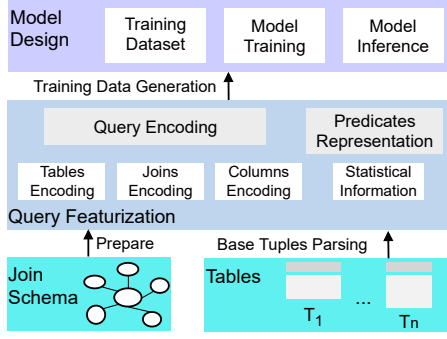 Model
Design
Training
Dataset
Model
Training
Model
Inference
Training Data Generation
Query Encoding
Predicates
Representation
Tables
Encoding
Joins
Encoding
Columns
Encoding
Statistical
Information
Query Featurization
Prepare
Base Tuples Parsing
Join
Schema
Tables
T1
...
Tn